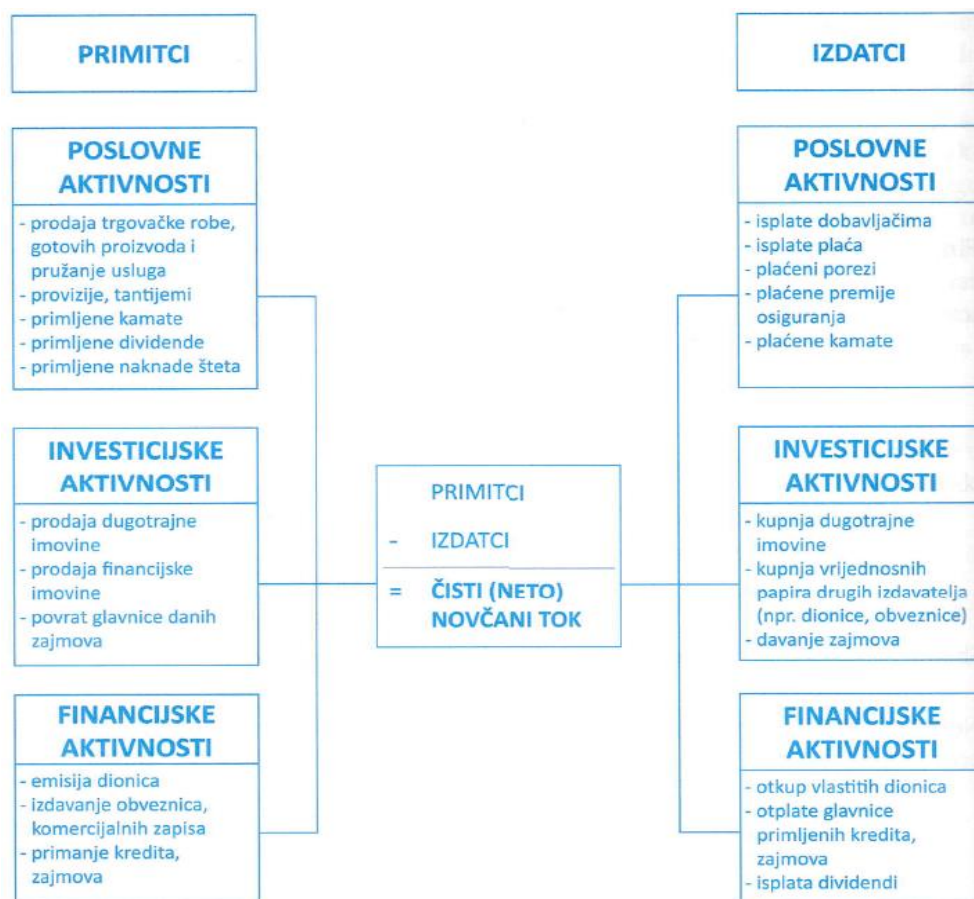 PRIMITCI
POSLOVNE
AKTIVNOSTI
- prodaja trgovačke robe,
gotovih proizvoda i
pružanje usluga
- provizije, tantijemi
- primljene kamate
- primljene dividende
- primljene naknade šteta
INVESTICIJSKE
AKTIVNOSTI
- prodaja dugotrajne
imovine
- prodaja financijske
imovine
- povrat glavnice danih
zajmova
FINANCIJSKE
AKTIVNOSTI
- emisija dionica
- izdavanje obveznica,
komercijalnih zapisa
- primanje kredita,
zajmova
PRIMITCI
- IZDATCI
= ČISTI (NETO)
NOVČANI TOK
IZDATCI
POSLOVNE
AKTIVNOSTI
- isplate dobavljačima
- isplate plaća
- plaćeni porezi
- plaćene premije
osiguranja
- plaćene kamate
INVESTICIJSKE
AKTIVNOSTI
- kupnja dugotrajne
imovine
- kupnja vrijednosnih
papira drugih izdavatelja
(npr. dionice, obveznice)
- davanje zajmova
FINANCIJSKE
AKTIVNOSTI
- otkup vlastitih dionica
- otplate glavnice
primljenih kredita,
zajmova
- isplata dividendi